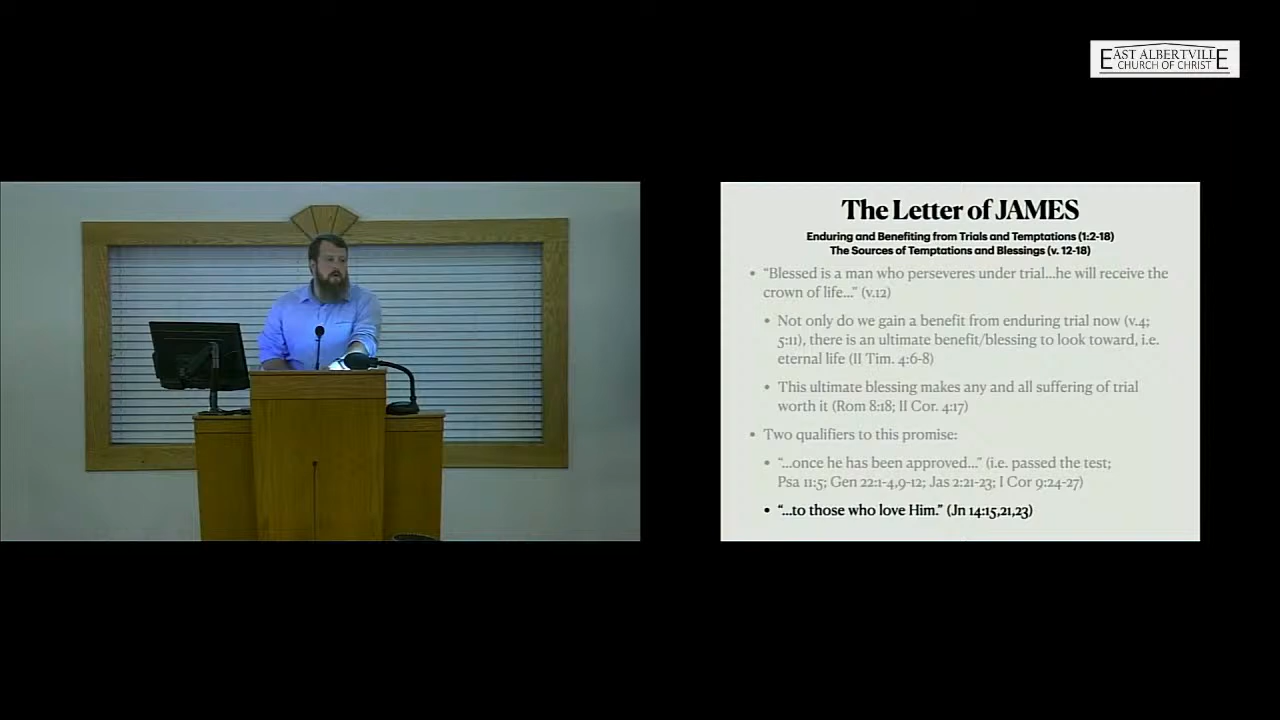 EAST ALBERTVILLE
CHURCH OF CHRIST
The Letter of JAMES
Enduring and Benefiting from Trials and Temptations (1:2-18)
The Sources of Temptations and Blessings (v. 12-18)
• “Blessed is a man who perseveres under trial...he will receive the
crown of life...” (v.12)
• Not only do we gain a benefit from enduring trial now (v.4;
5:11), there is an ultimate benefit/blessing to look toward, i.e.
eternal life (II Tim. 4:6-8)
• This ultimate blessing makes any and all suffering of trial
worth it (Rom 8:18; II Cor. 4:17)
• Two qualifiers to this promise:
• “...once he has been approved...” (i.e. passed the test;
Psa 11:5; Gen 22:1-4,9-12; Jas 2:21-23; I Cor 9:24-27)
• “...to those who love Him.” (Jn 14:15,21,23)